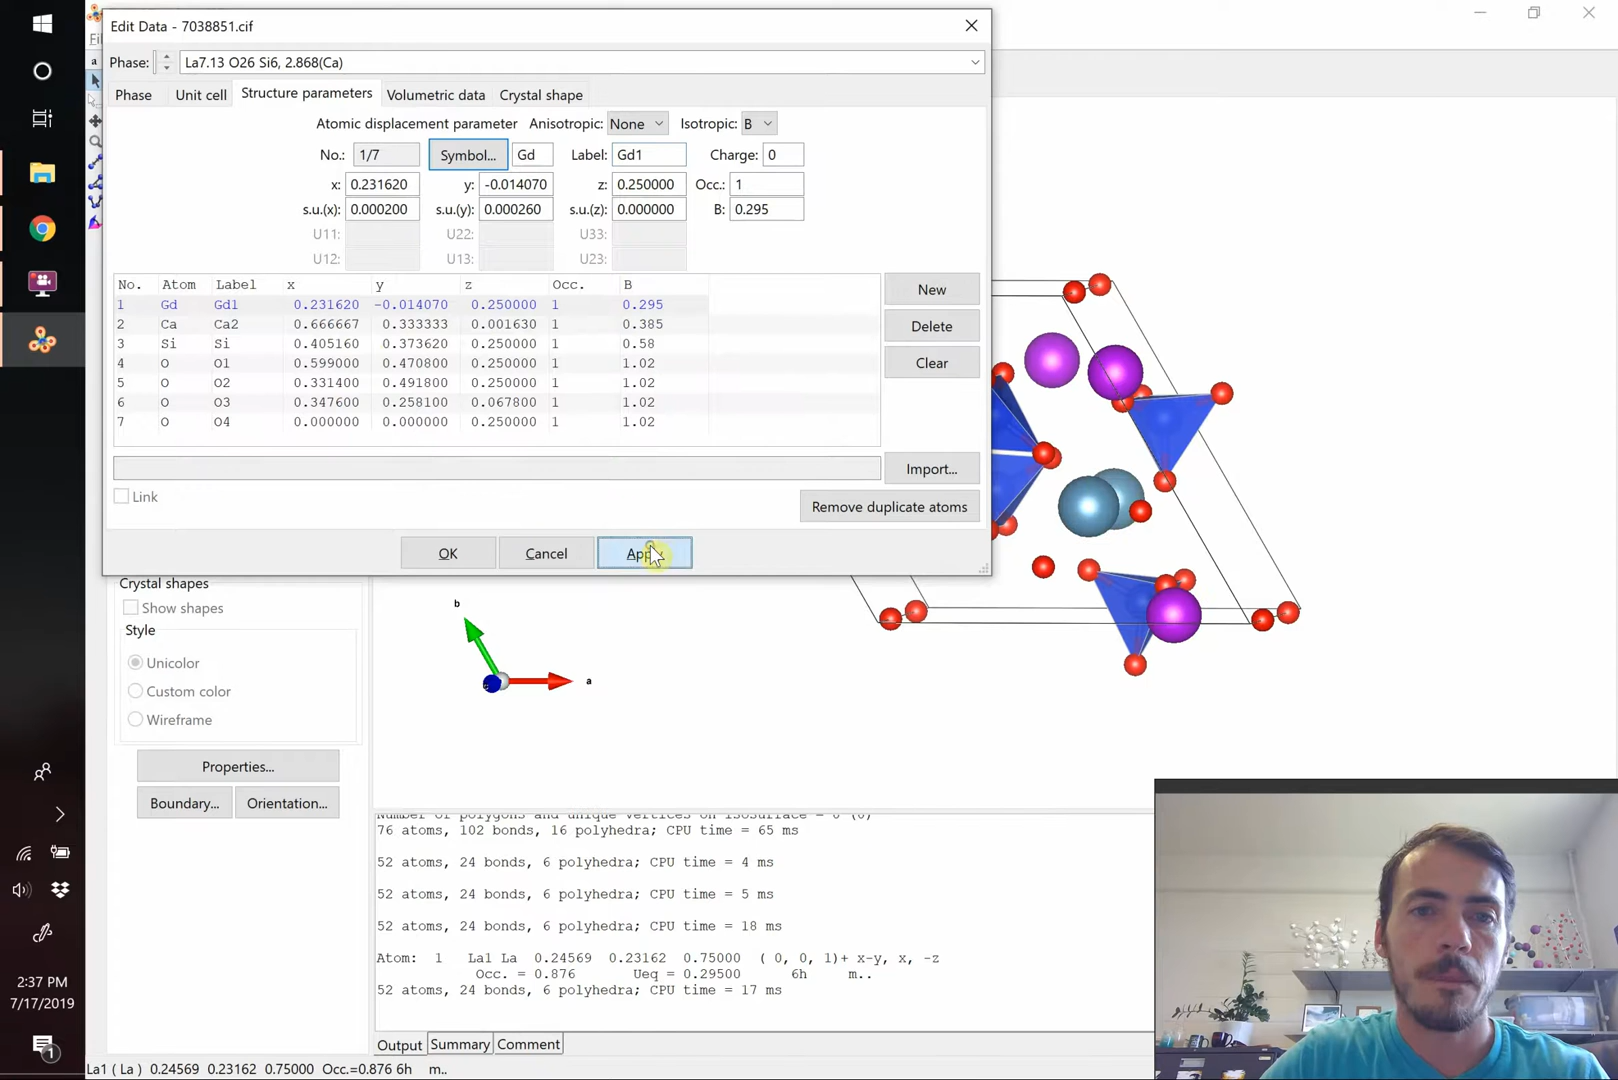 Edit Data - 7038851.cif
Fil
Phase: La7.13 O26 Si6, 2.868(Ca)
a
Phase Unit cell Structure parameters Volumetric data Crystal shape
Atomic displacement parameter Anisotropic: None Isotropic: B
No.: 1/7 Symbol... Gd Label: Gd1 Charge: 0
x: 0.231620 y: -0.014070 z: 0.250000 Occ.: 1
s.u.(x): 0.000200 s.u.(y): 0.000260 s.u.(z): 0.000000 B: 0.295
U11: U22: U33:
U12: U13: U23:
No. Atom Label x y z Occ. B
1 Gd Gd1 0.231620 -0.014070 0.250000 1 0.295
2 Ca Ca2 0.666667 0.333333 0.001630 1 0.385
3 Si Si 0.405160 0.373620 0.250000 1 0.58
4 O O1 0.599000 0.470800 0.250000 1 1.02
5 O O2 0.331400 0.491800 0.250000 1 1.02
6 O O3 0.347600 0.258100 0.067800 1 1.02
7 O O4 0.000000 0.000000 0.250000 1 1.02
New
Delete
Clear
Import...
Link
Remove duplicate atoms
OK Cancel
Crystal shapes
Show shapes
Style
Unicolor
Custom color
Wireframe
Properties...
Boundary... Orientation...
b
a
Number of polygons and unique vertices on isosurface = 0 (0)
76 atoms, 102 bonds, 16 polyhedra; CPU time = 65 ms
52 atoms, 24 bonds, 6 polyhedra; CPU time = 4 ms
52 atoms, 24 bonds, 6 polyhedra; CPU time = 5 ms
52 atoms, 24 bonds, 6 polyhedra; CPU time = 18 ms
Atom: 1 La1 La 0.24569 0.23162 0.75000 ( 0, 0, 1)+ x-y, x, -z
Occ. = 0.876 Ueq = 0.29500 6h m..
52 atoms, 24 bonds, 6 polyhedra; CPU time = 17 ms
Output Summary Comment
La1 ( La ) 0.24569 0.23162 0.75000 Occ.=0.876 6h m..
2:37 PM
7/17/2019
1